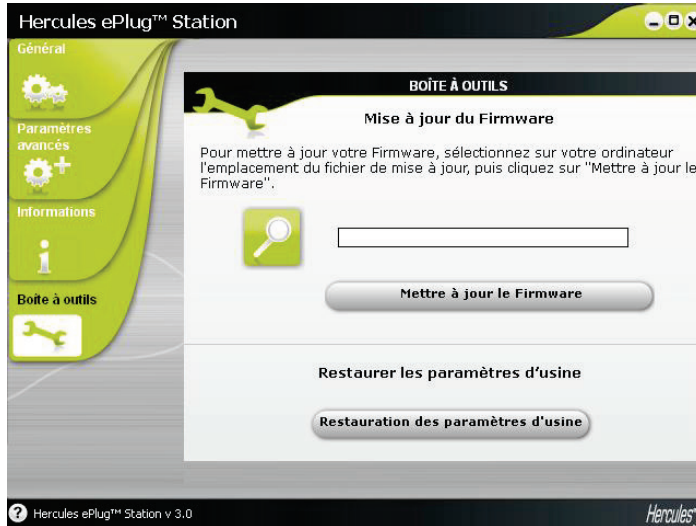 Hercules ePlug™ Station
Général
Paramètres
avancés
Informations
Boite à outils
BOÎTE À OUTILS
Mise à jour du Firmware
Pour mettre à jour votre Firmware, sélectionnez sur votre ordinateur
l'emplacement du fichier de mise à jour, puis cliquez sur "Mettre à jour le
Firmware".
Mettre à jour le Firmware
Restaurer les paramètres d'usine
Restauration des paramètres d'usine
? Hercules ePlug™ Station v 3.0
Hercules